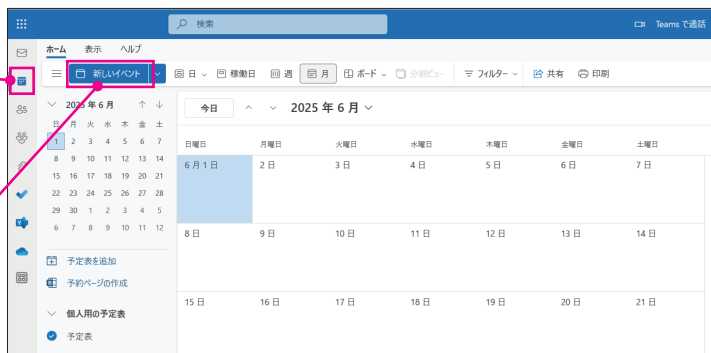 検索
Teams で通話
ホーム 表示 ヘルプ
新しいイベント 日 稼働日 週 月 ボード 分割ビュー フィルター 共有 印刷
2025 年 6 月
今日 2025 年 6 月
日 月 火 水 木 金 土
1 2 3 4 5 6 7
8 9 10 11 12 13 14
15 16 17 18 19 20 21
22 23 24 25 26 27 28
29 30 1 2 3 4 5
6 7 8 9 10 11 12
予定表を追加
予約ページの作成
個人用の予定表
予定表
日曜日 月曜日 火曜日 水曜日 木曜日 金曜日 土曜日
6 月 1 日 2 日 3 日 4 日 5 日 6 日 7 日
8 日 9 日 10 日 11 日 12 日 13 日 14 日
15 日 16 日 17 日 18 日 19 日 20 日 21 日